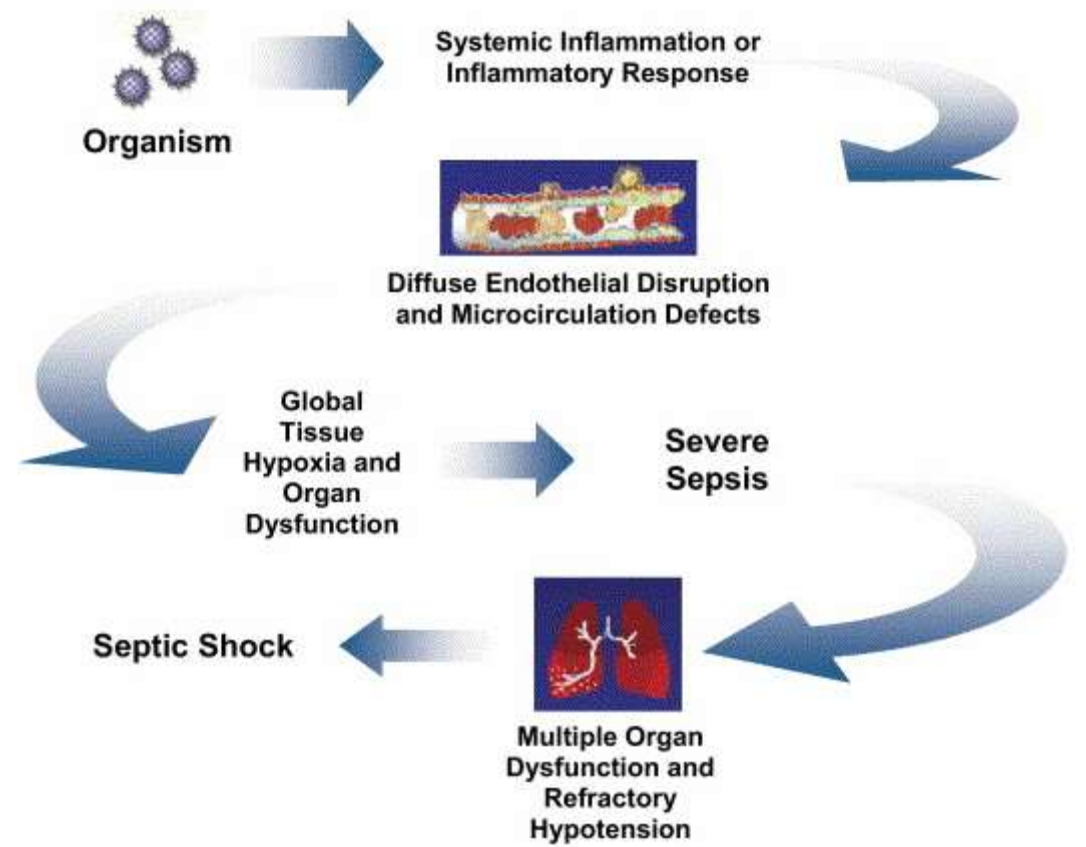 Organism
Systemic Inflammation or
Inflammatory Response
Diffuse Endothelial Disruption
and Microcirculation Defects
Global
Tissue
Hypoxia and
Organ
Dysfunction
Severe
Sepsis
Multiple Organ
Dysfunction and
Refractory
Hypotension
Septic Shock